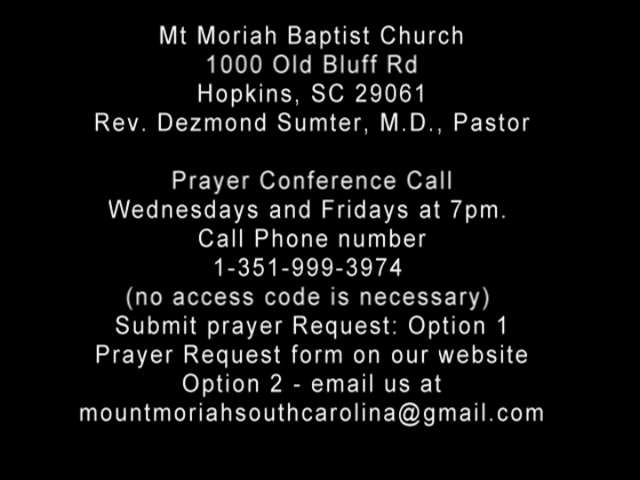 Mt Moriah Baptist Church
1000 Old Bluff Rd
Hopkins, SC 29061
Rev. Dezmond Sumter, M.D., Pastor
Prayer Conference Call
Wednesdays and Fridays at 7pm.
Call Phone number
1-351-999-3974
(no access code is necessary)
Submit prayer Request: Option 1
Prayer Request form on our website
Option 2 - email us at
mountmoriahsouthcarolina@gmail.com